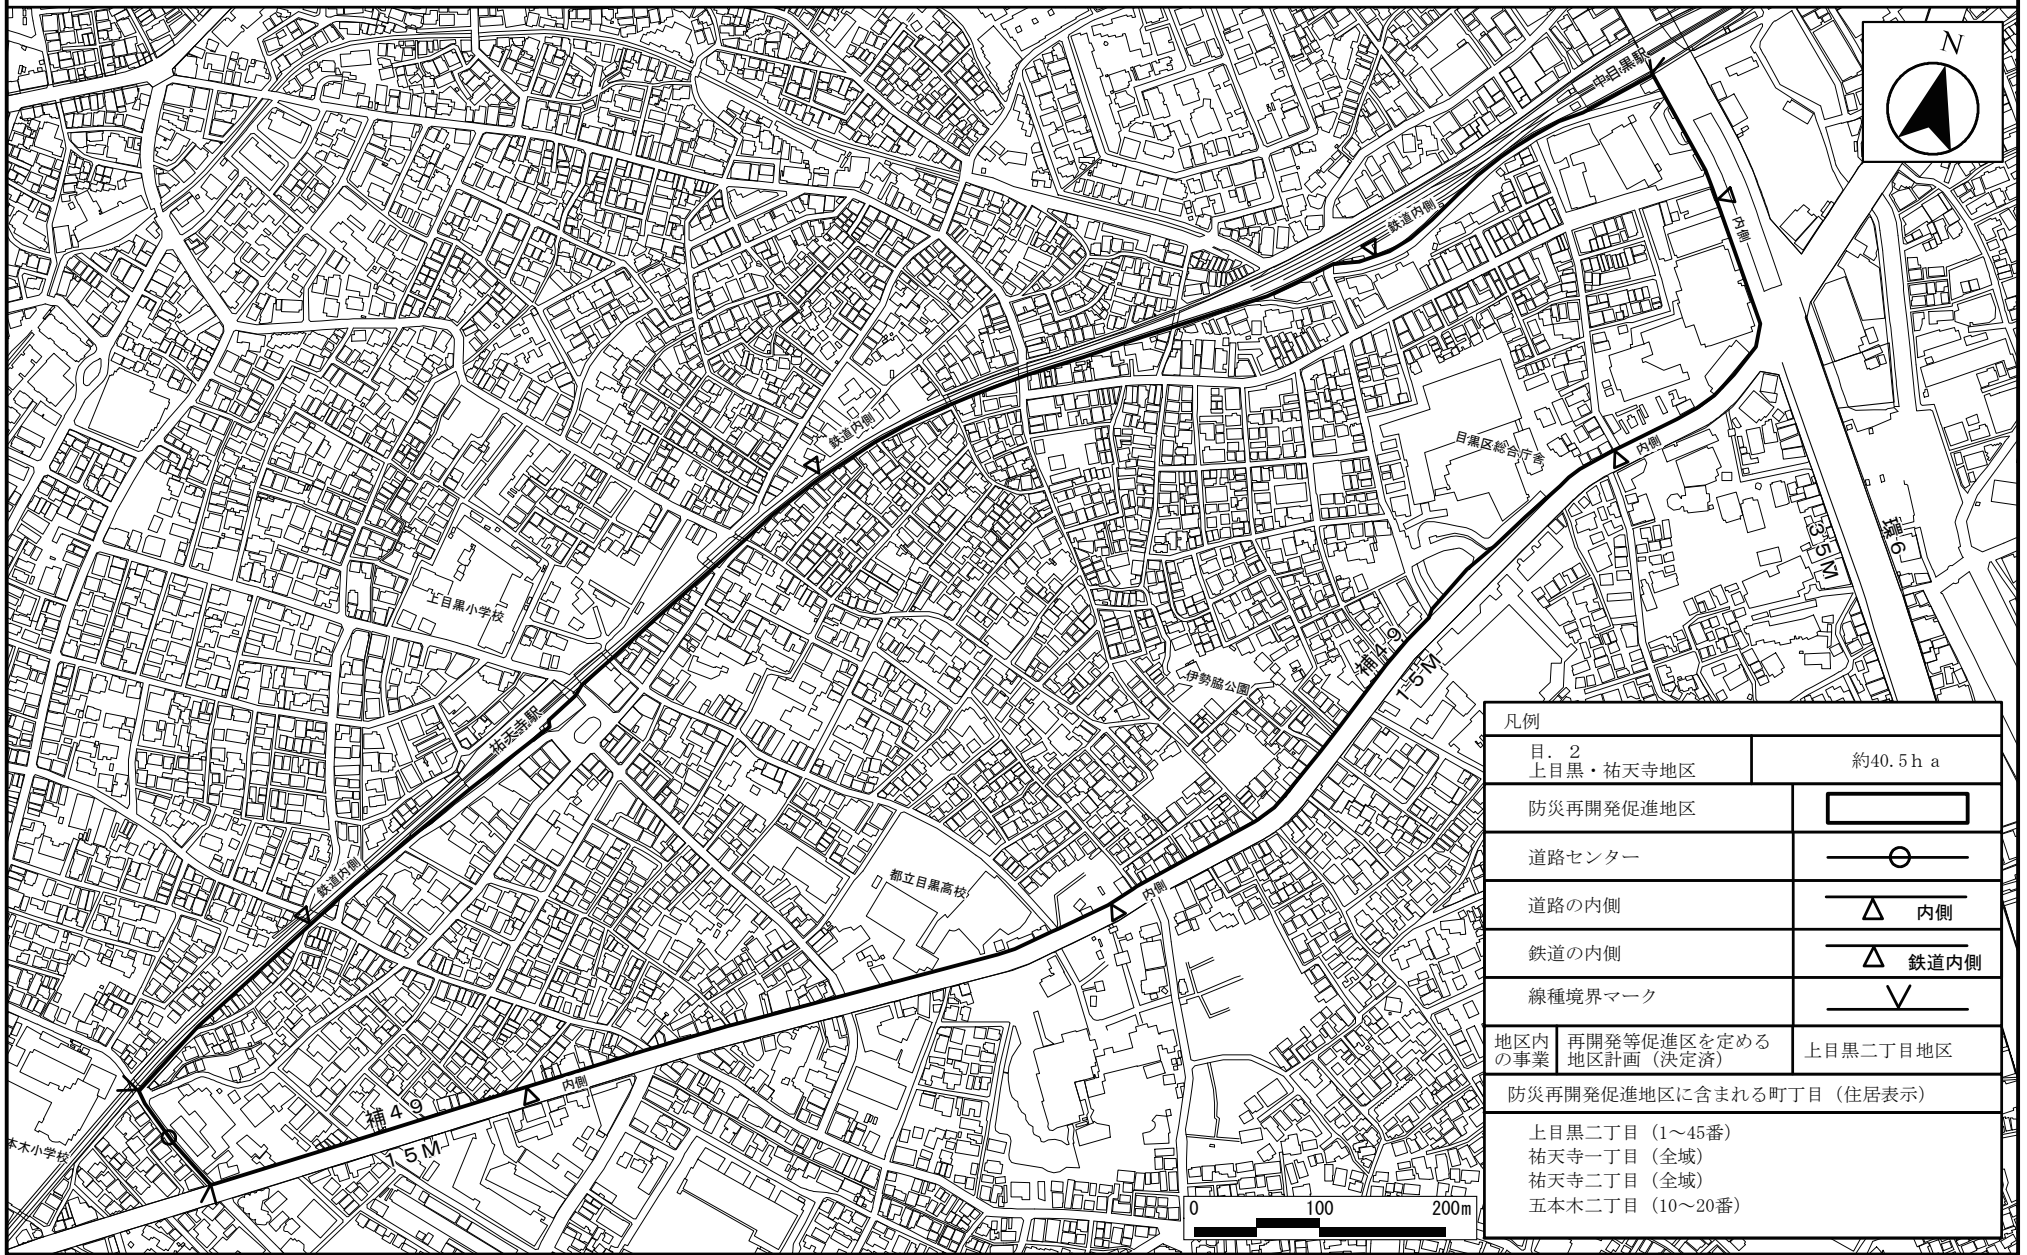 N
中目黒駅
鉄道内側
内側
鉄道内側
目黒区総合庁舎
内側
環6
35M
上目黒小学校
補49
15M
伊勢脇公園
祐天寺駅
鉄道内側
都立目黒高校
内側
内側
補49
15M
本木小学校
0 100 200m
凡例
目．2
上目黒・祐天寺地区
約40.5ha
防災再開発促進地区
道路センター
道路の内側
内側
鉄道の内側
鉄道内側
線種境界マーク
地区内
の事業
再開発等促進区を定める
地区計画（決定済）
上目黒二丁目地区
防災再開発促進地区に含まれる町丁目（住居表示）
上目黒二丁目（1～45番）
祐天寺一丁目（全域）
祐天寺二丁目（全域）
五本木二丁目（10～20番）